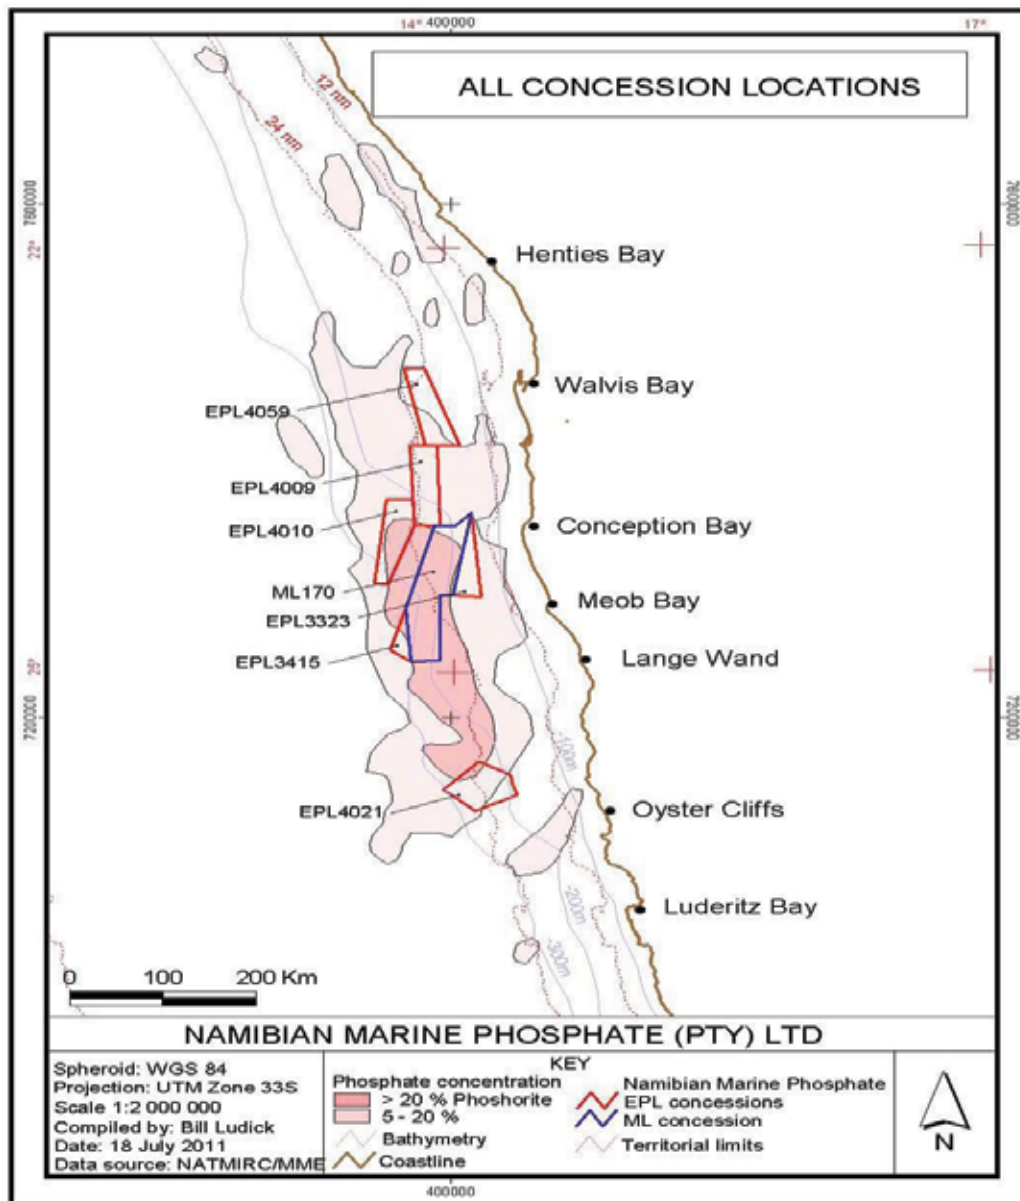 14° 400000 17°
ALL CONCESSION LOCATIONS
12 nm
24 nm
7600000 7600000
22°
Henties Bay
Walvis Bay
EPL4059
EPL4009
EPL4010
Conception Bay
ML170
Meob Bay
EPL3323
EPL3415
Lange Wand
25°
7200000 7200000
-100m
EPL4021
Oyster Cliffs
Luderitz Bay
-200m
-300m
0 100 200 Km
NAMIBIAN MARINE PHOSPHATE (PTY) LTD
Spheroid: WGS 84
Projection: UTM Zone 33S
Scale 1:2 000 000
Compiled by: Bill Ludick
Date: 18 July 2011
Data source: NATMIRC/MME
KEY
Phosphate concentration
> 20 % Phoshorite
5 - 20 %
Bathymetry
Coastline
Namibian Marine Phosphate
EPL concessions
ML concession
Territorial limits
N
400000